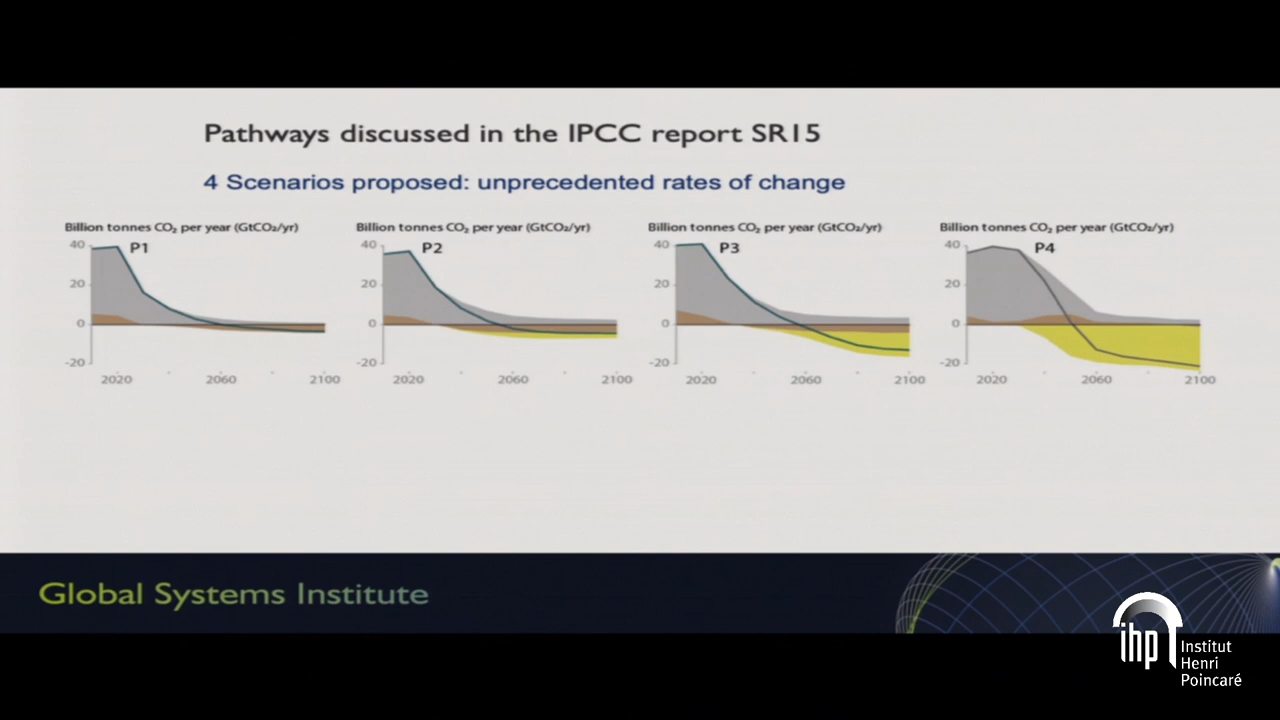 Pathways discussed in the IPCC report SR15
4 Scenarios proposed: unprecedented rates of change
Billion tonnes CO₂ per year (GtCO₂/yr)
P1
40
20
0
-20
2020
2060
2100
Billion tonnes CO₂ per year (GtCO₂/yr)
P2
40
20
0
-20
2020
2060
2100
Billion tonnes CO₂ per year (GtCO₂/yr)
P3
40
20
0
-20
2020
2060
2100
Billion tonnes CO₂ per year (GtCO₂/yr)
P4
40
20
0
-20
2020
2060
2100
Global Systems Institute
ihp
Institut
Henri
Poincaré